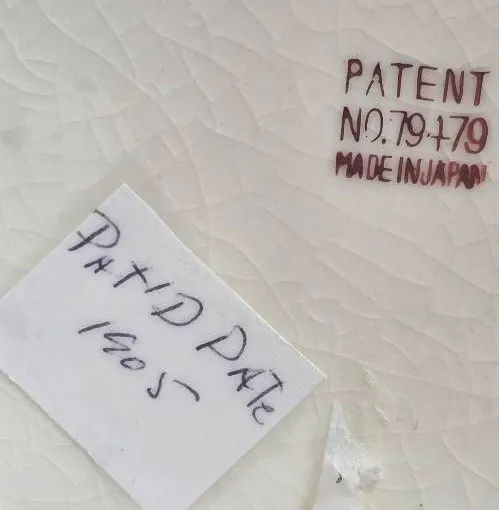 PATENT
NO. 79479
MADE IN JAPAN
PAT'D DATE
1905